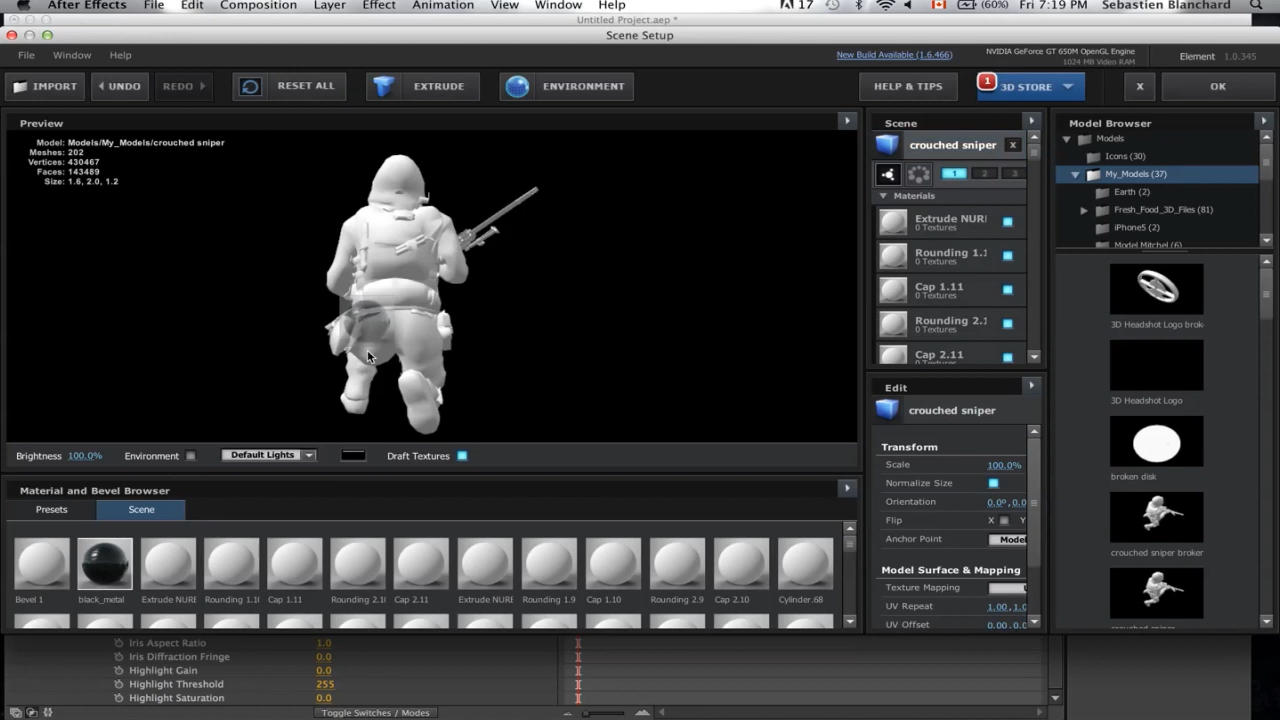 After Effects File Edit Composition Layer Effect Animation View Window Help 17 (60%) Fri 7:19 PM Sebastien Blanchard
Untitled Project.aep *
Scene Setup
File Window Help New Build Available (1.6.466) NVIDIA GeForce GT 650M OpenGL Engine Element 1.0.345
1024 MB Video RAM
IMPORT UNDO REDO RESET ALL EXTRUDE ENVIRONMENT HELP & TIPS 1 3D STORE X OK
Preview
Model: Models/My_Models/crouched sniper
Meshes: 202
Vertices: 430467
Faces: 143489
Size: 1.6, 2.0, 1.2
Brightness 100.0% Environment Default Lights Draft Textures
Scene
crouched sniper X
1 2 3
Materials
Extrude NURI
0 Textures
Rounding 1.1
0 Textures
Cap 1.11
0 Textures
Rounding 2.1
0 Textures
Cap 2.11
Edit
crouched sniper
Transform
Scale 100.0%
Normalize Size
Orientation 0.0°,0.0
Flip X Y
Anchor Point Model
Model Surface & Mapping
Texture Mapping
UV Repeat 1.00,1.0
UV Offset 0.00,0.0
Model Browser
Models
Icons (30)
My_Models (37)
Earth (2)
Fresh_Food_3D_Files (81)
iPhone5 (2)
Model Mitchel (6)
3D Headshot Logo brok
3D Headshot Logo
broken disk
crouched sniper broker
Material and Bevel Browser
Presets Scene
Bevel 1 black_metal Extrude NURE Rounding 1.10 Cap 1.11 Rounding 2.10 Cap 2.11 Extrude NURE Rounding 1.9 Cap 1.10 Rounding 2.9 Cap 2.10 Cylinder.68
Iris Aspect Ratio 1.0
Iris Diffraction Fringe 0.0
Highlight Gain 0.0
Highlight Threshold 255
Highlight Saturation 0.0
Toggle Switches / Modes